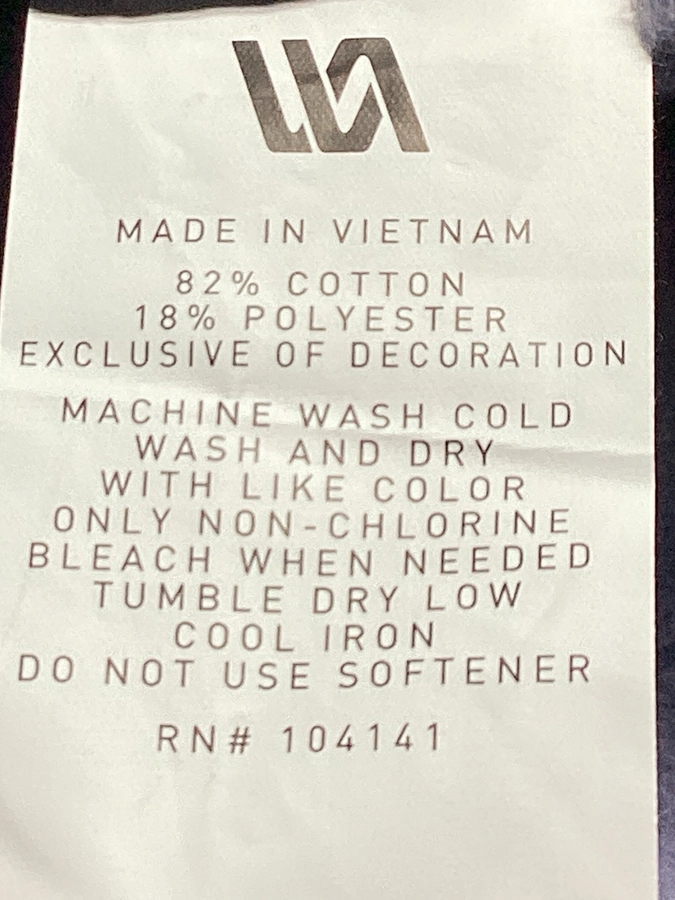 MADE IN VIETNAM
82% COTTON
18% POLYESTER
EXCLUSIVE OF DECORATION
MACHINE WASH COLD
WASH AND DRY
WITH LIKE COLOR
ONLY NON-CHLORINE
BLEACH WHEN NEEDED
TUMBLE DRY LOW
COOL IRON
DO NOT USE SOFTENER
RN# 104141